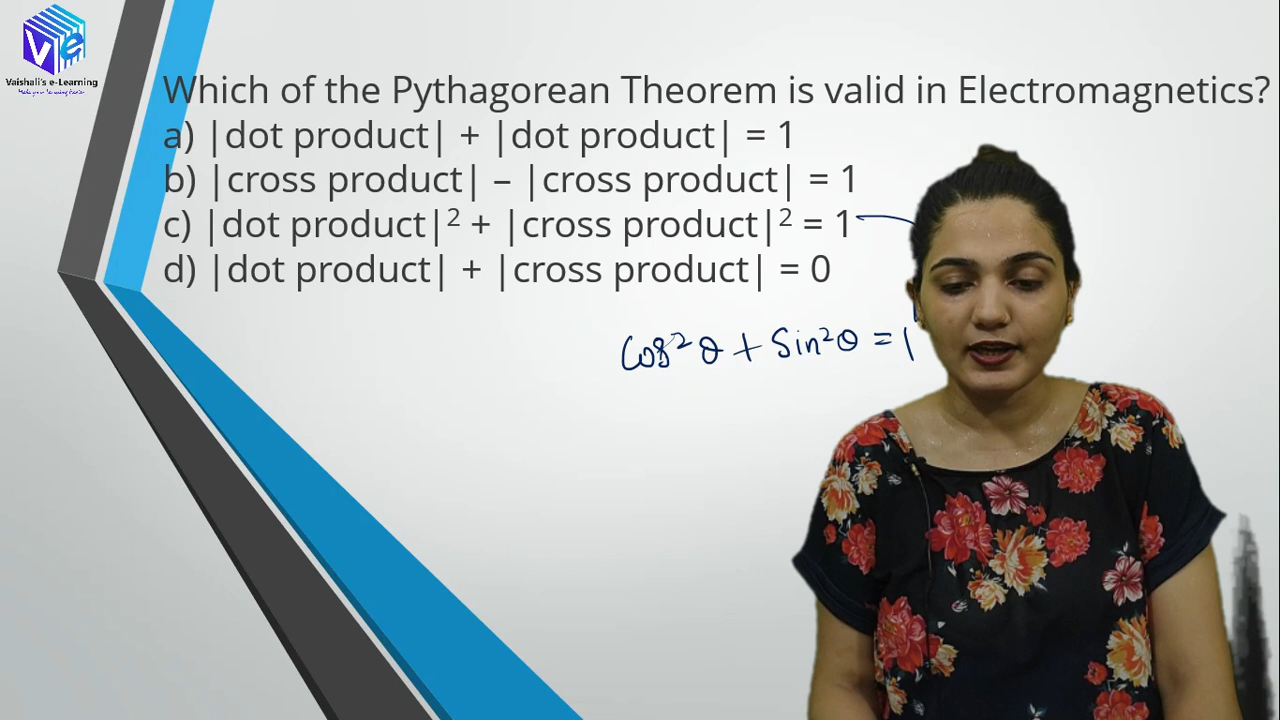 Vaishali's e-Learning
Which of the Pythagorean Theorem is valid in Electromagnetics?
a) |dot product| + |dot product| = 1
b) |cross product| – |cross product| = 1
c) |dot product|² + |cross product|² = 1
d) |dot product| + |cross product| = 0
Cos²θ + Sin²θ = 1